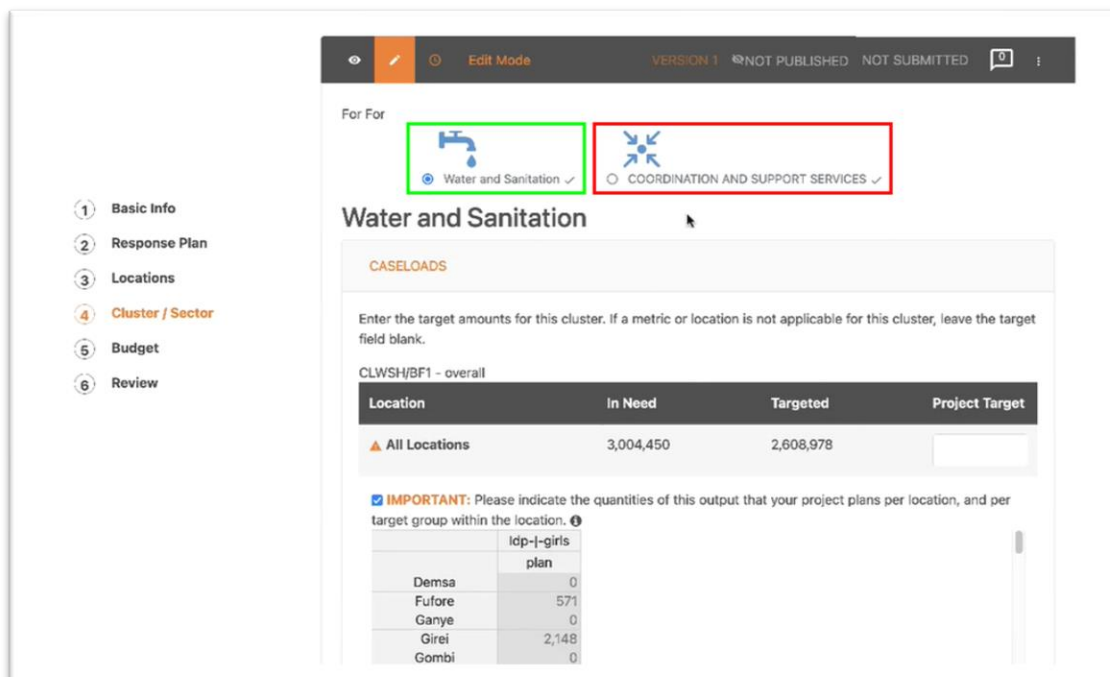 Edit Mode
VERSION 1
NOT PUBLISHED
NOT SUBMITTED
0
For For
Water and Sanitation
COORDINATION AND SUPPORT SERVICES
1 Basic Info
2 Response Plan
3 Locations
4 Cluster / Sector
5 Budget
6 Review
Water and Sanitation
CASELOADS
Enter the target amounts for this cluster. If a metric or location is not applicable for this cluster, leave the target
field blank.
CLWSH/BF1 - overall
Location In Need Targeted Project Target
All Locations 3,004,450 2,608,978
IMPORTANT: Please indicate the quantities of this output that your project plans per location, and per
target group within the location.
Idp-|-girls
plan
Demsa 0
Fufore 571
Ganye 0
Girei 2,148
Gombi 0